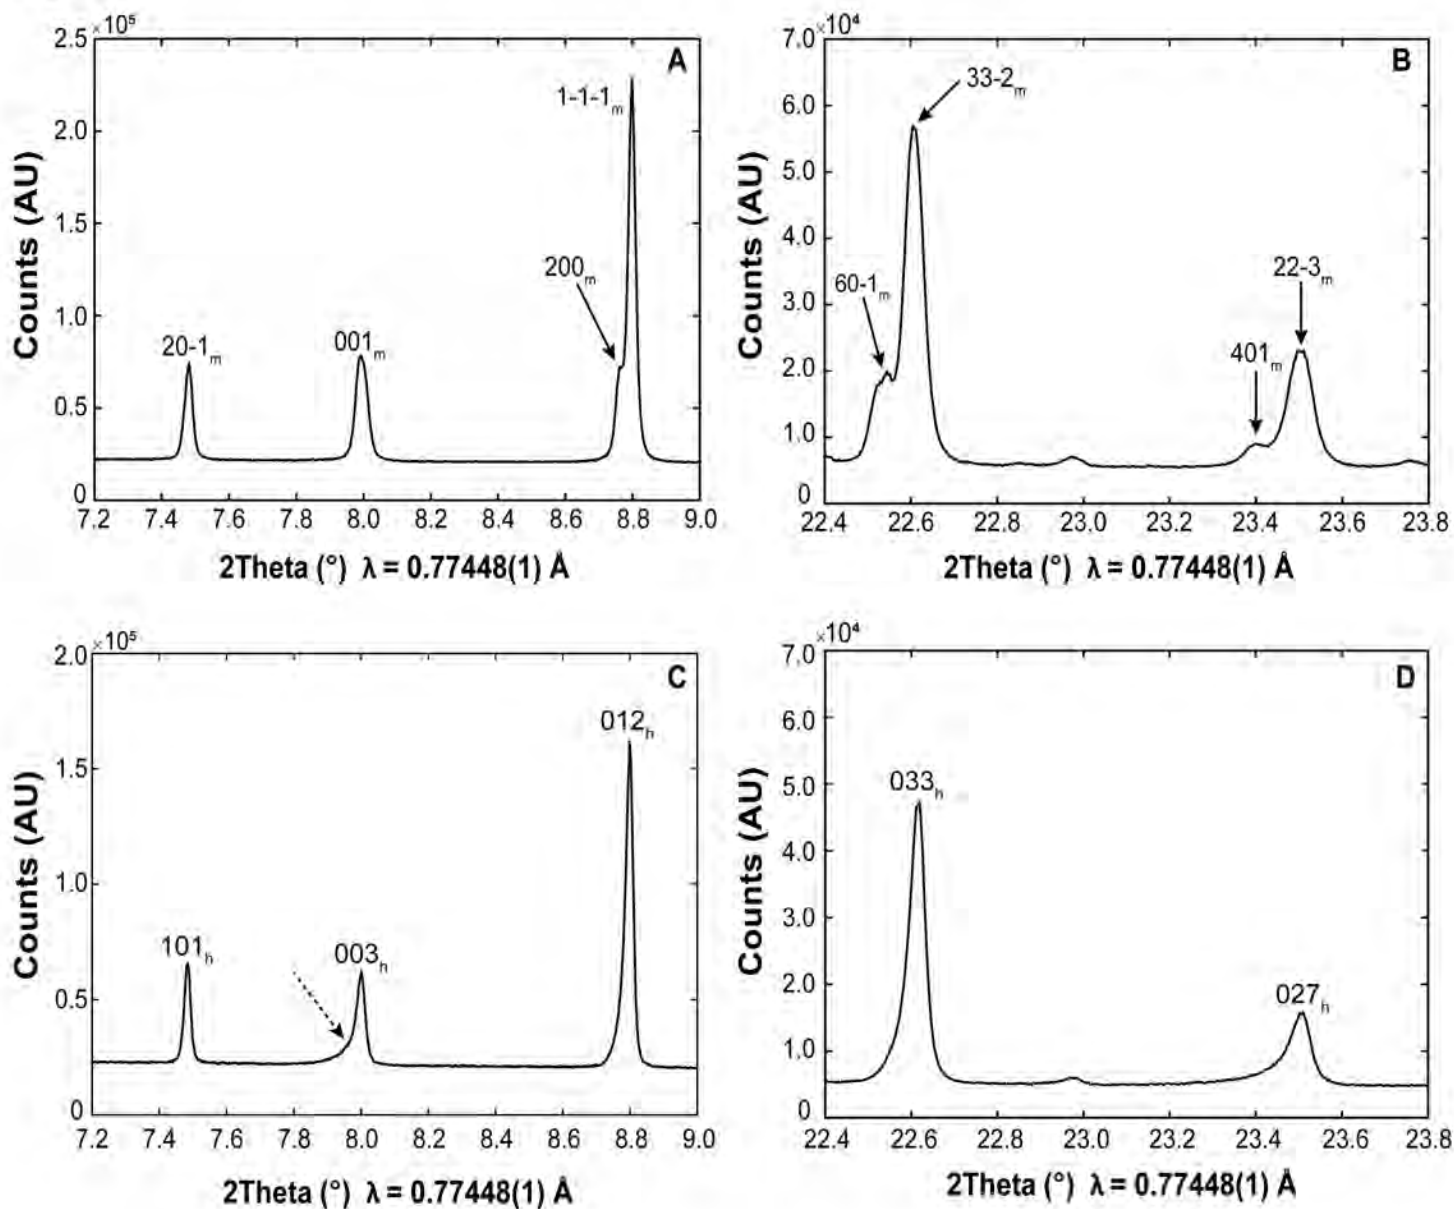 ×10⁵
A
Counts (AU)
2.5
2.0
1.5
1.0
0.5
0
1-1-1m
200m
20-1m
001m
7.2 7.4 7.6 7.8 8.0 8.2 8.4 8.6 8.8 9.0
2Theta (°) λ = 0.77448(1) Å
×10⁴
B
Counts (AU)
7.0
6.0
5.0
4.0
3.0
2.0
1.0
0
33-2m
60-1m
22-3m
401m
22.4 22.6 23.0 23.2 23.4 23.6 23.8
2Theta (°) λ = 0.77448(1) Å
×10⁵
C
Counts (AU)
2.0
1.5
1.0
0.5
0
012h
101h
003h
7.2 7.4 7.6 7.8 8.0 8.2 8.4 8.6 8.8 9.0
2Theta (°) λ = 0.77448(1) Å
×10⁴
D
Counts (AU)
7.0
6.0
5.0
4.0
3.0
2.0
1.0
0
033h
027h
22.4 22.6 23.0 23.2 23.4 23.6 23.8
2Theta (°) λ = 0.77448(1) Å